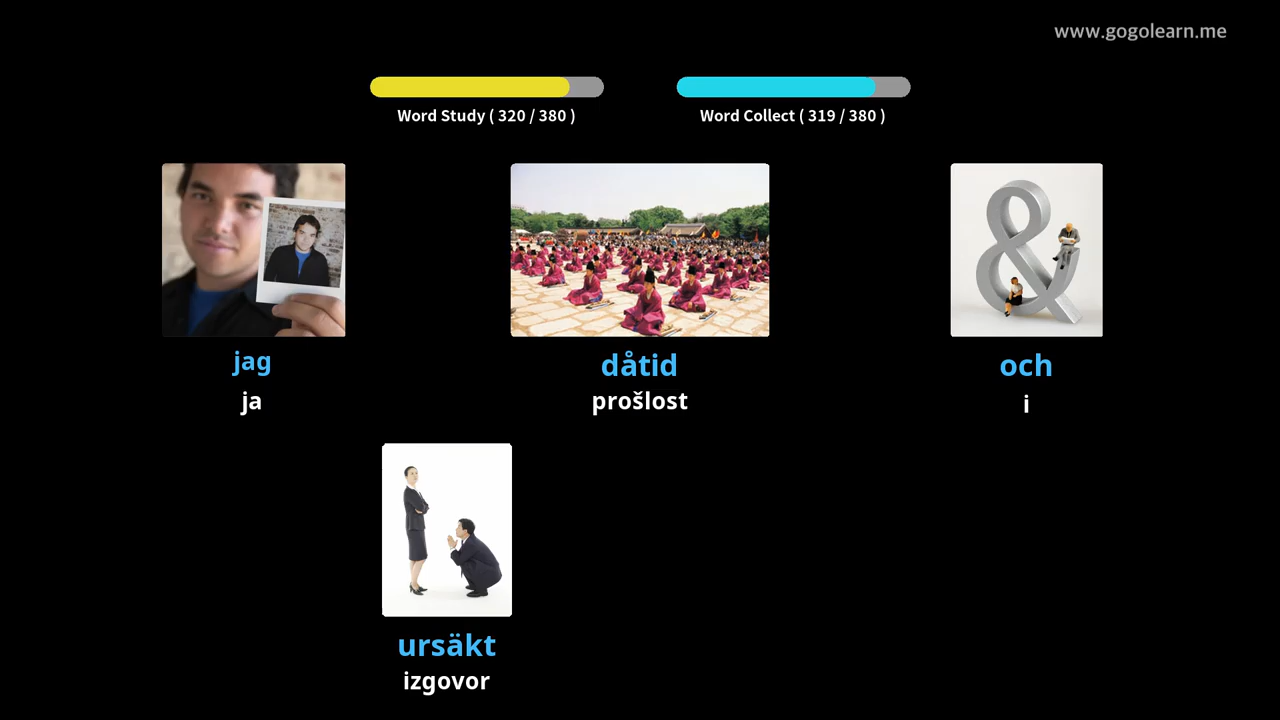 www.gogolearn.me
Word Study ( 320 / 380 )
Word Collect ( 319 / 380 )
&
jag
ja
dåtid
prošlost
och
i
ursäkt
izgovor